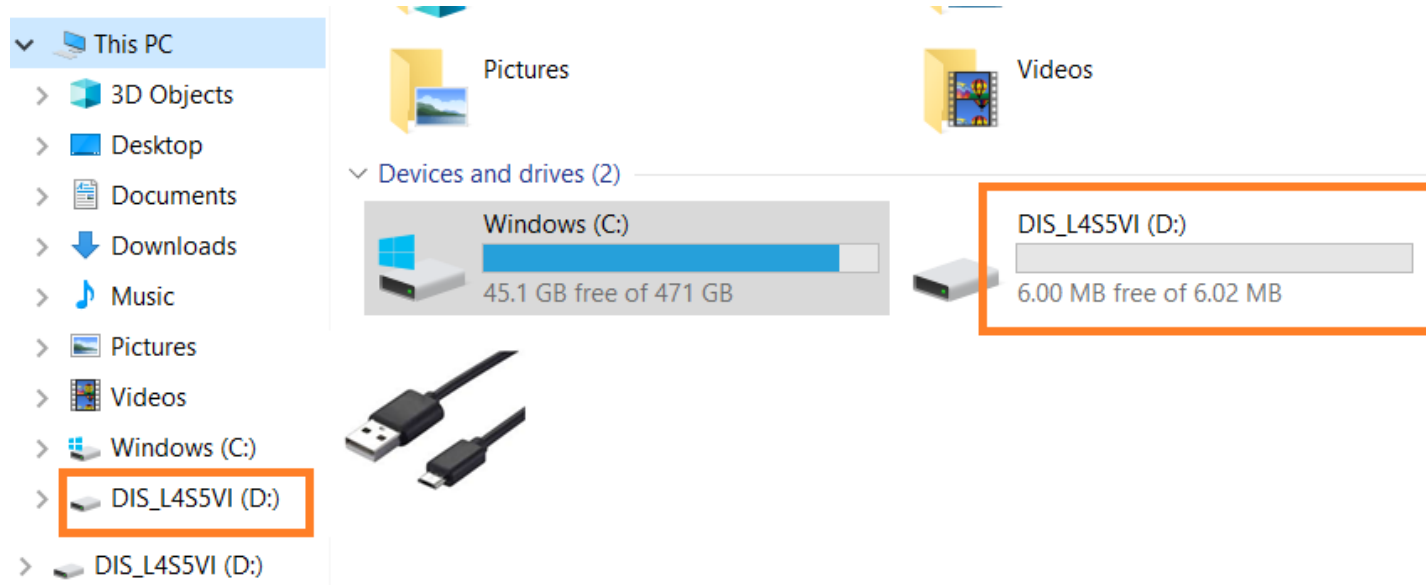 This PC
3D Objects
Desktop
Documents
Downloads
Music
Pictures
Videos
Windows (C:)
DIS_L4S5VI (D:)
DIS_L4S5VI (D:)
Pictures
Videos
Devices and drives (2)
Windows (C:)
45.1 GB free of 471 GB
DIS_L4S5VI (D:)
6.00 MB free of 6.02 MB